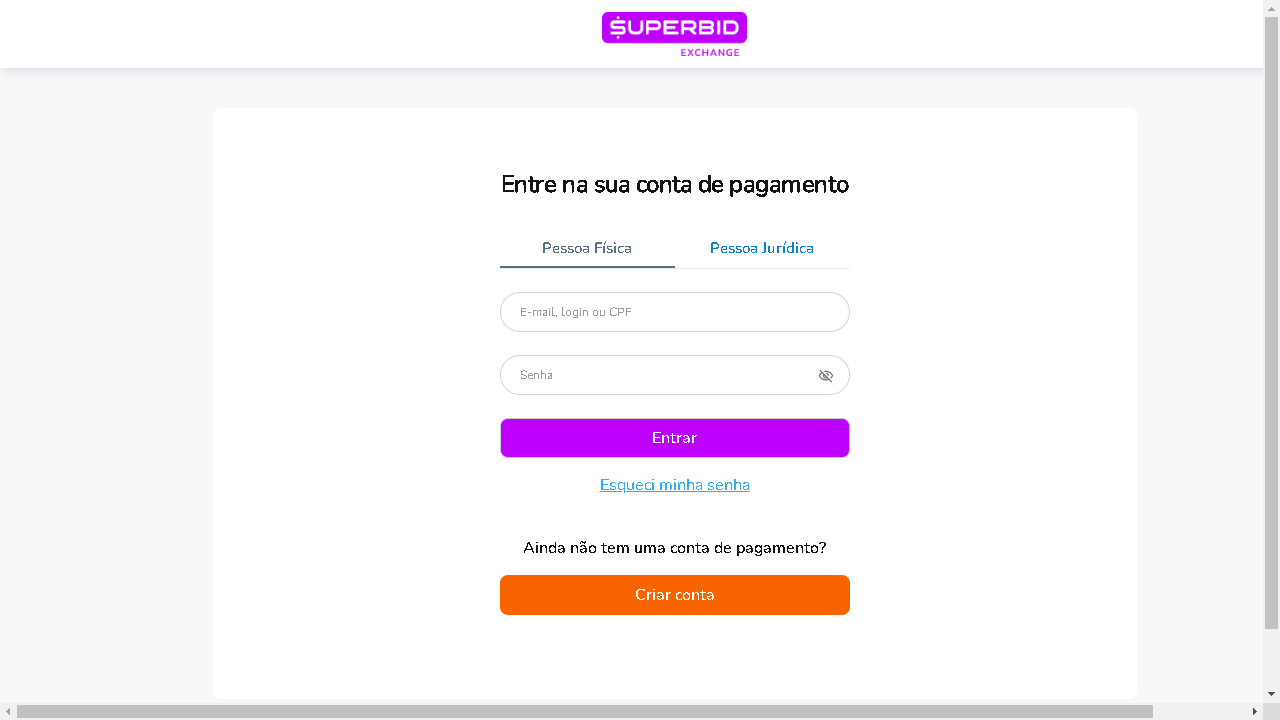 SUPERBID
EXCHANGE
Entre na sua conta de pagamento
Pessoa Física
Pessoa Jurídica
E-mail, login ou CPF
Senha
Entrar
Esqueci minha senha
Ainda não tem uma conta de pagamento?
Criar conta